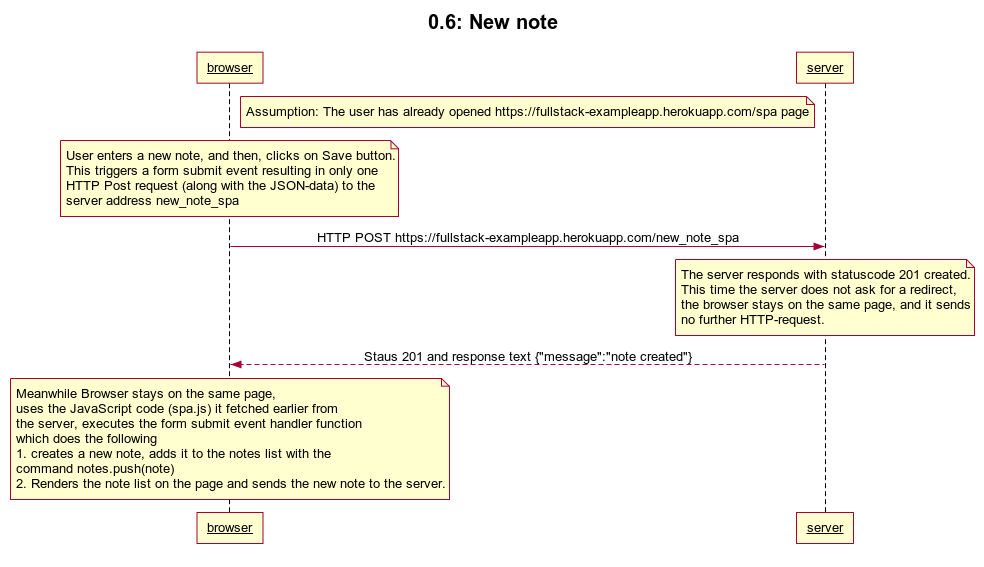 0.6: New note
browser
server
Assumption: The user has already opened https://fullstack-exampleapp.herokuapp.com/spa page
User enters a new note, and then, clicks on Save button.
This triggers a form submit event resulting in only one
HTTP Post request (along with the JSON-data) to the
server address new_note_spa
HTTP POST https://fullstack-exampleapp.herokuapp.com/new_note_spa
The server responds with statuscode 201 created.
This time the server does not ask for a redirect,
the browser stays on the same page, and it sends
no further HTTP-request.
Staus 201 and response text {"message":"note created"}
Meanwhile Browser stays on the same page,
uses the JavaScript code (spa.js) it fetched earlier from
the server, executes the form submit event handler function
which does the following
1. creates a new note, adds it to the notes list with the
command notes.push(note)
2. Renders the note list on the page and sends the new note to the server.
browser
server